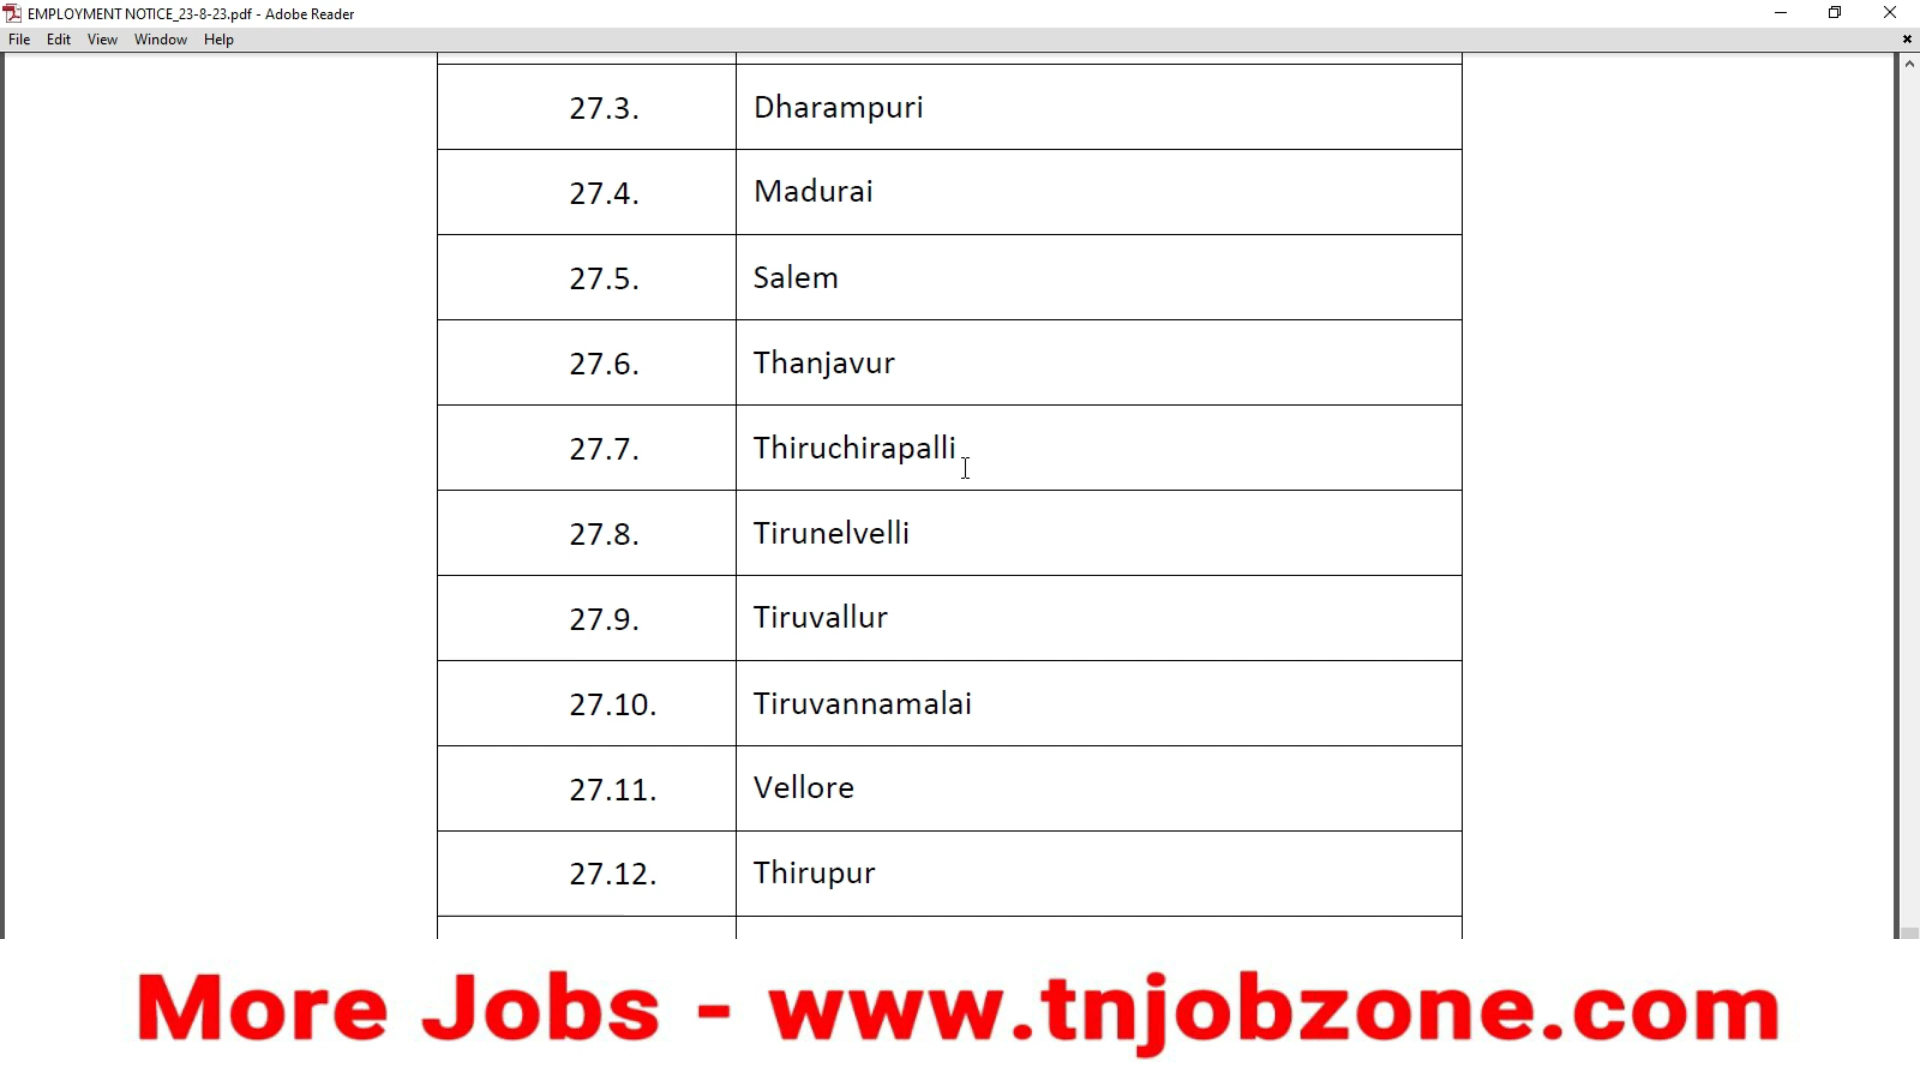 EMPLOYMENT NOTICE_23-8-23.pdf - Adobe Reader
File Edit View Window Help
27.3. Dharampuri
27.4. Madurai
27.5. Salem
27.6. Thanjavur
27.7. Thiruchirapalli
27.8. Tirunelvelli
27.9. Tiruvallur
27.10. Tiruvannamalai
27.11. Vellore
27.12. Thirupur
More Jobs - www.tnjobzone.com